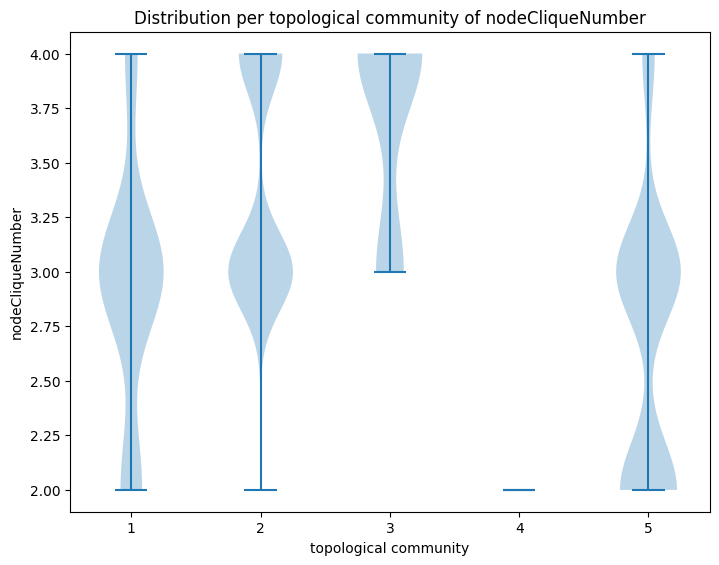 Distribution per topological community of nodeCliqueNumber
4.00
3.75
3.50
3.25
3.00
2.75
2.50
2.25
2.00
nodeCliqueNumber
1 2 3 4 5
topological community